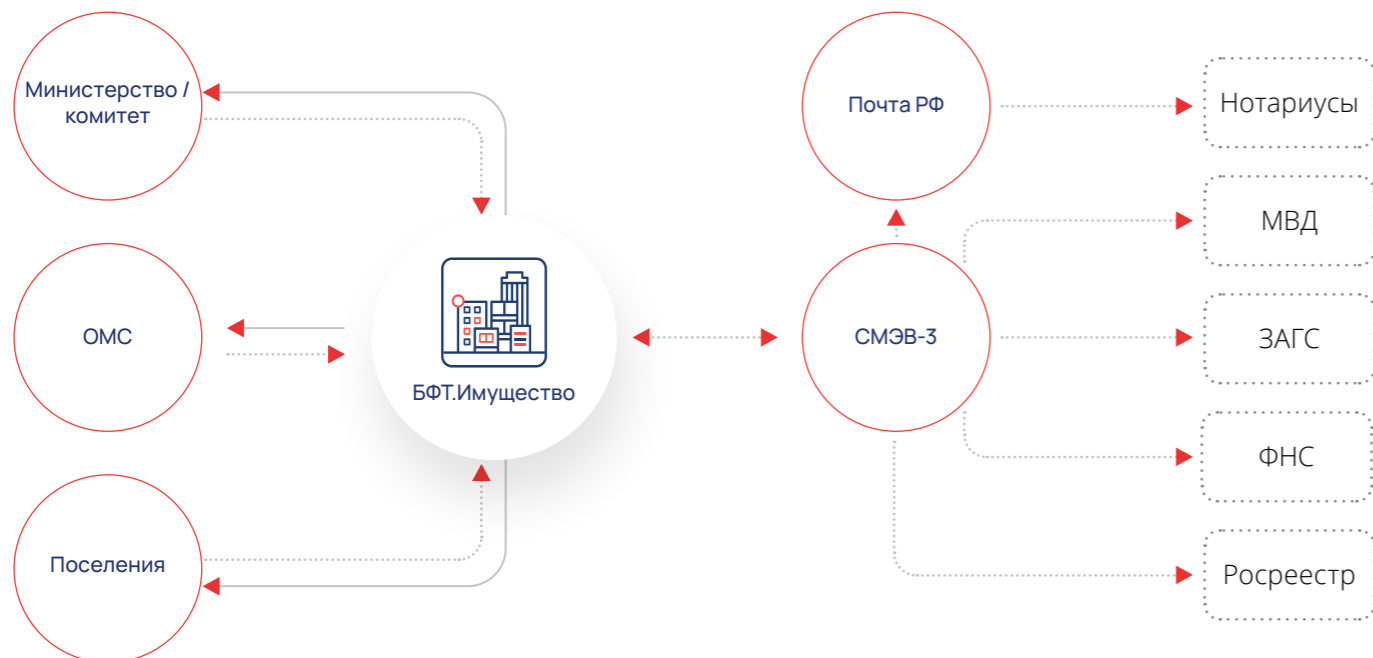 Министерство /
комитет
Почта РФ
Нотариусы
МВД
ОМС
БФТ.Имущество
СМЭВ-3
ЗАГС
ФНС
Поселения
Росреестр